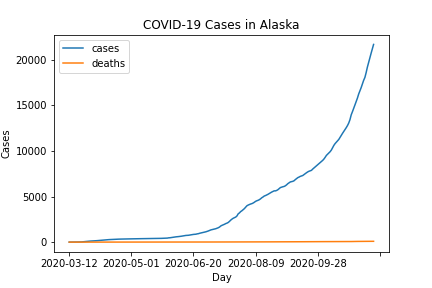 COVID-19 Cases in Alaska
cases
deaths
20000
15000
10000
5000
0
Cases
2020-03-12 2020-05-01 2020-06-20 2020-08-09 2020-09-28
Day